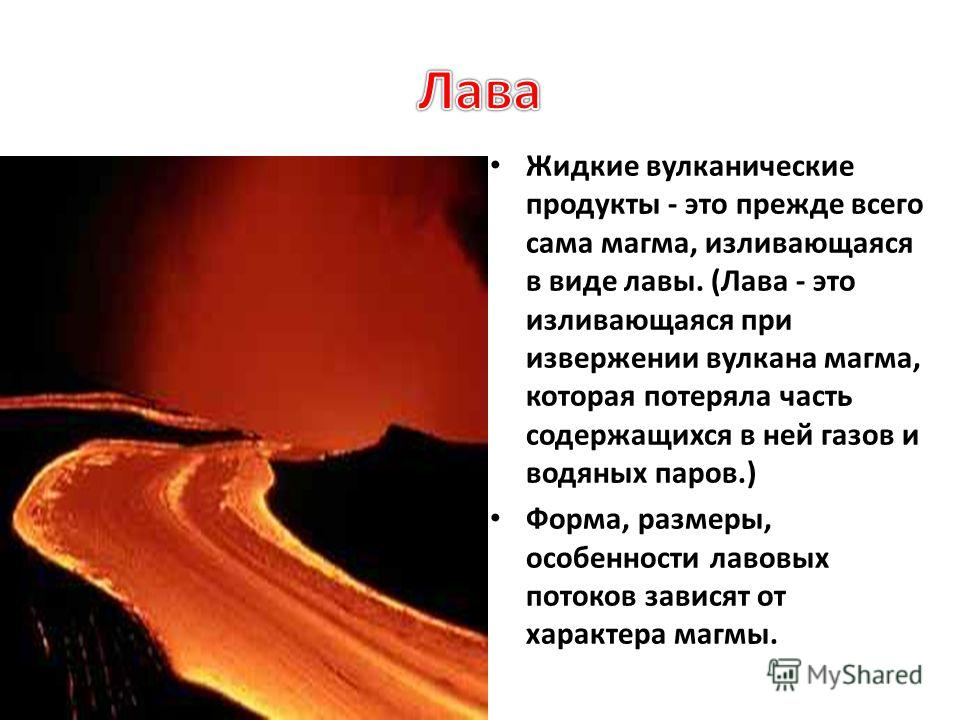 Лава
• Жидкие вулканические
продукты - это прежде всего
сама магма, изливающаяся
в виде лавы. (Лава - это
изливающаяся при
извержении вулкана магма,
которая потеряла часть
содержащихся в ней газов и
водяных паров.)
• Форма, размеры,
особенности лавовых
потоков зависят от
характера магмы.
MyShared